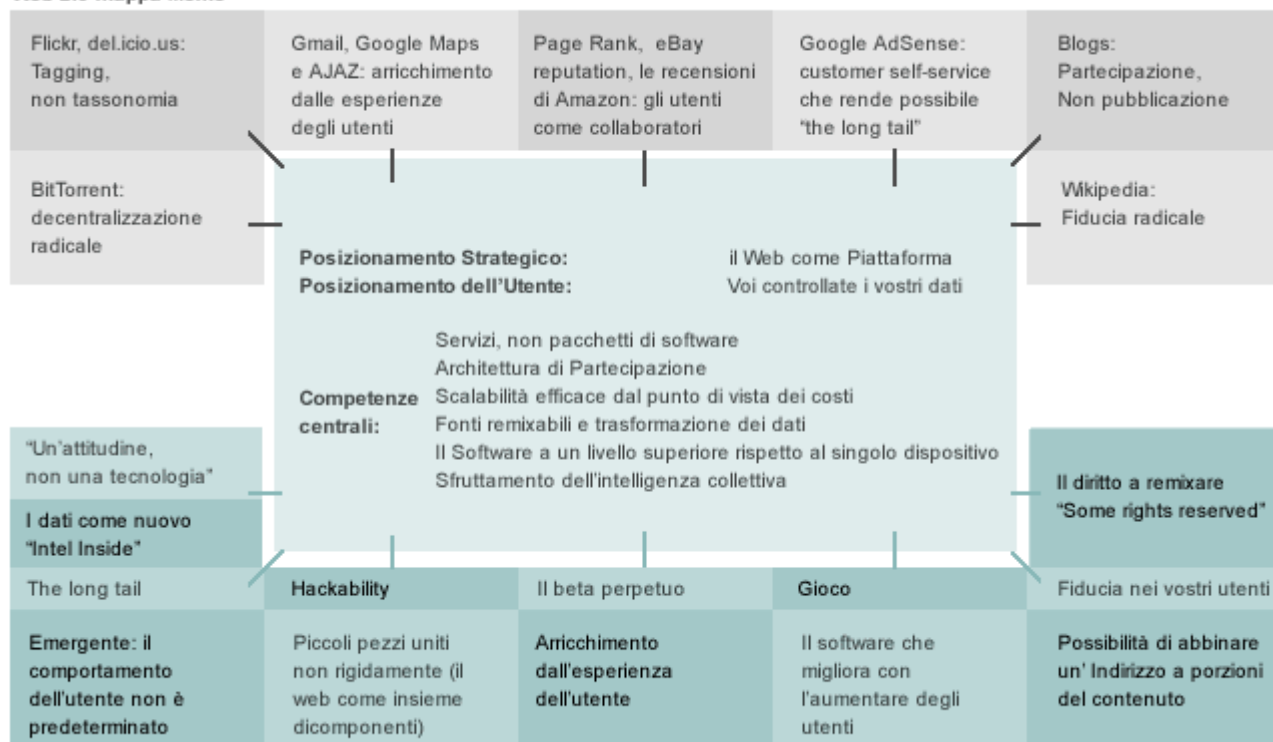 Flickr, del.icio.us:
Tagging,
non tassonomia
Gmail, Google Maps
e AJAZ: arricchimento
dalle esperienze
degli utenti
Page Rank, eBay
reputation, le recensioni
di Amazon: gli utenti
come collaboratori
Google AdSense:
customer self-service
che rende possibile
“the long tail”
Blogs:
Partecipazione,
Non pubblicazione
BitTorrent:
decentralizzazione
radicale
Wikipedia:
Fiducia radicale
Posizionamento Strategico: il Web come Piattaforma
Posizionamento dell'Utente: Voi controllate i vostri dati
Competenze
centrali:
Servizi, non pacchetti di software
Architettura di Partecipazione
Scalabilità efficace dal punto di vista dei costi
Fonti remixabili e trasformazione dei dati
Il Software a un livello superiore rispetto al singolo dispositivo
Sfruttamento dell'intelligenza collettiva
“Un'attitudine,
non una tecnologia”
I dati come nuovo
“Intel Inside”
Il diritto a remixare
“Some rights reserved”
The long tail
Hackability
Il beta perpetuo
Gioco
Fiducia nei vostri utenti
Emergente: il
comportamento
dell'utente non è
predeterminato
Piccoli pezzi uniti
non rigidamente (il
web come insieme
dicomponenti)
Arricchimento
dall'esperienza
dell'utente
Il software che
migliora con
l'aumentare degli
utenti
Possibilità di abbinare
un' Indirizzo a porzioni
del contenuto